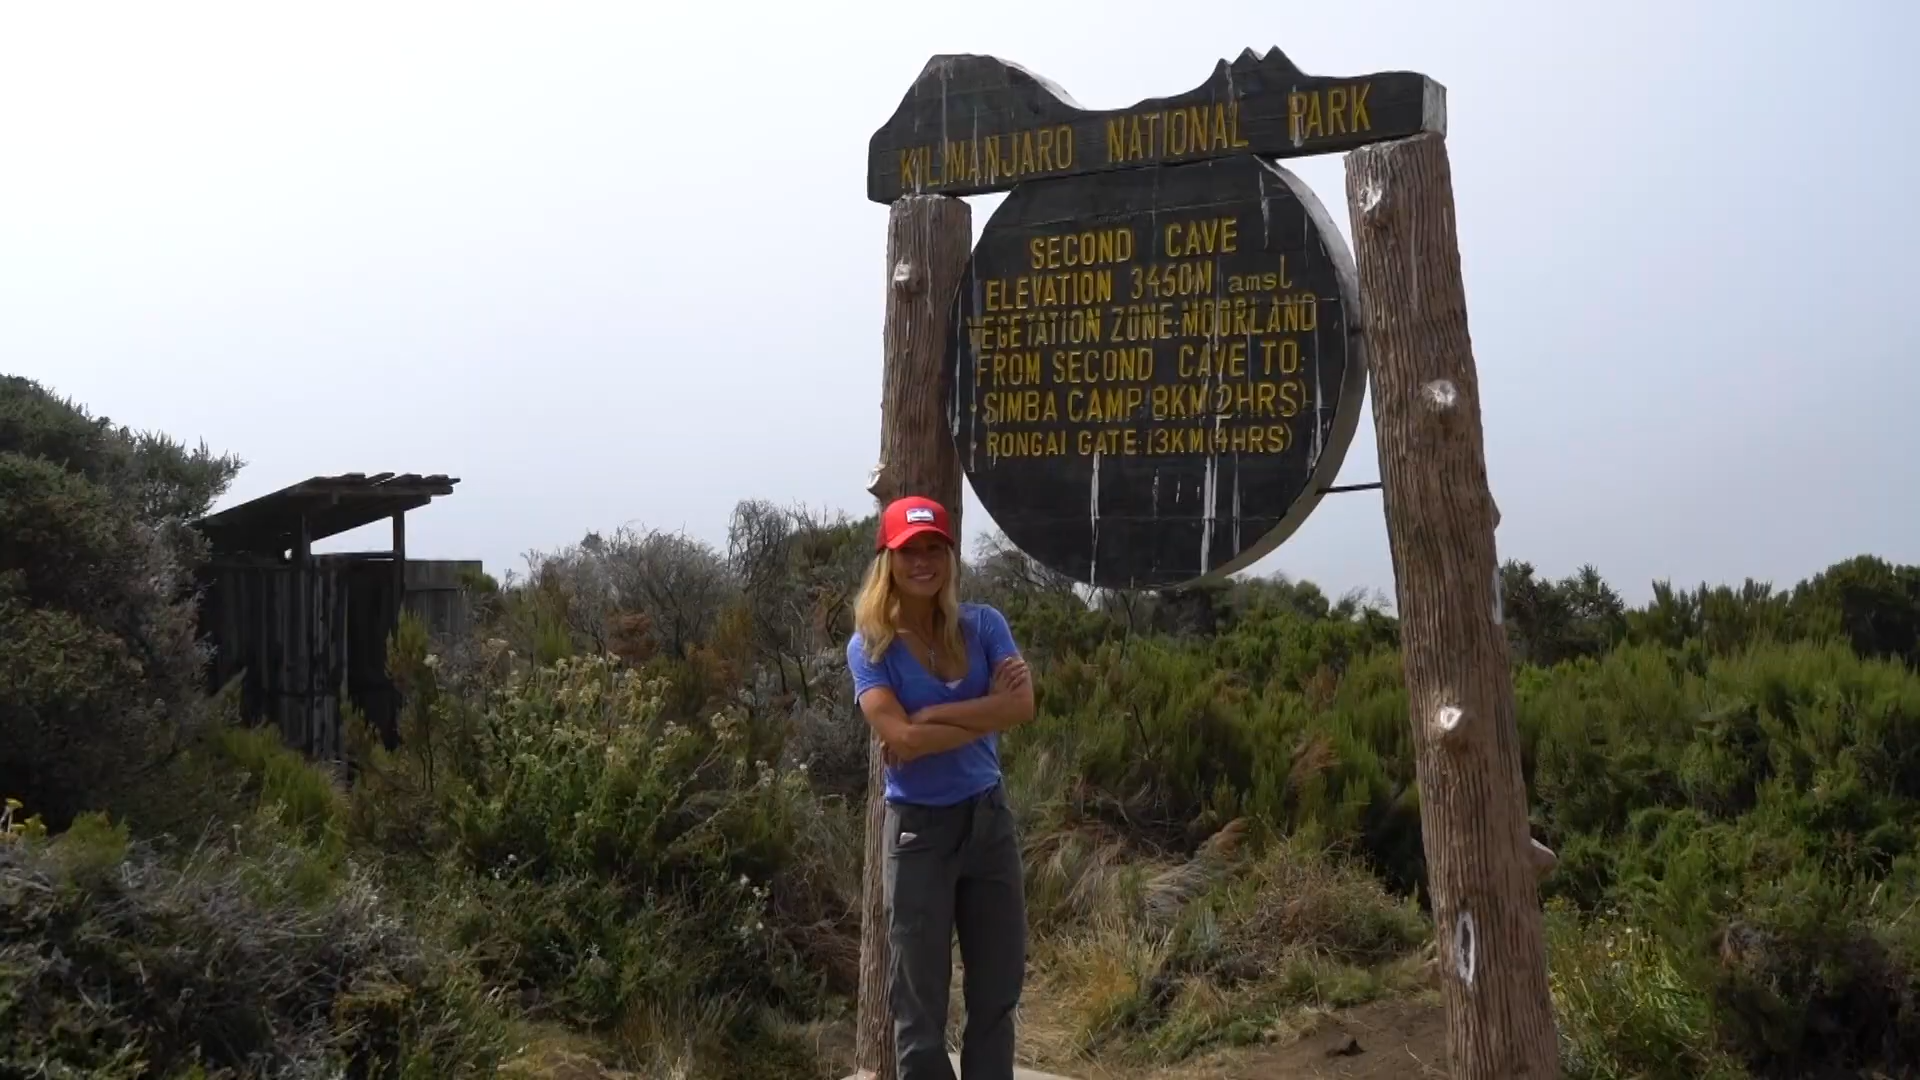 KILIMANJARO NATIONAL PARK
SECOND CAVE
ELEVATION 3450M amsl
VEGETATION ZONE:MOORLAND
FROM SECOND CAVE TO:
• SIMBA CAMP 8KM(2HRS)
• RONGAI GATE:13KM(4HRS)